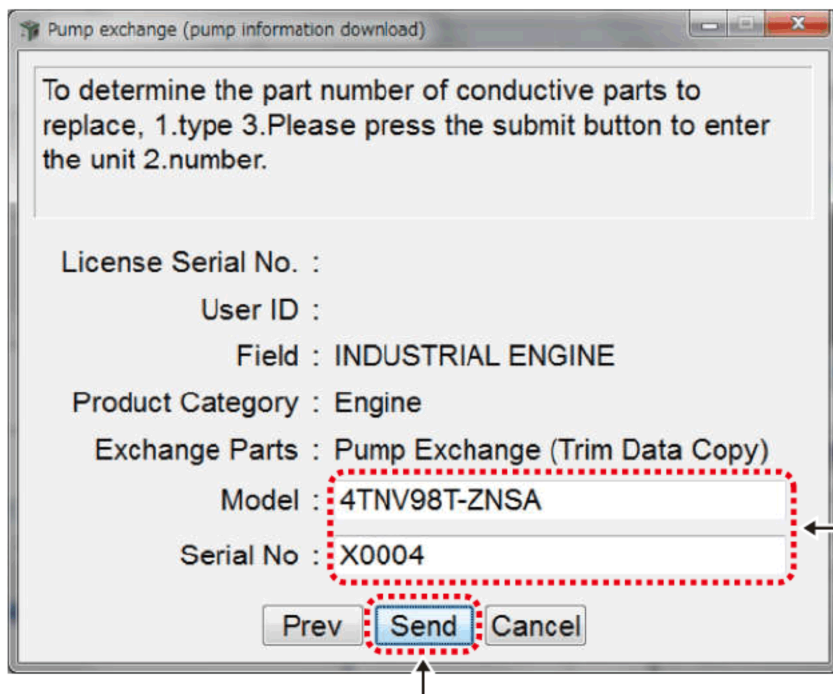 Pump exchange (pump information download)
To determine the part number of conductive parts to
replace, 1.type 3.Please press the submit button to enter
the unit 2.number.
License Serial No. :
User ID :
Field : INDUSTRIAL ENGINE
Product Category : Engine
Exchange Parts : Pump Exchange (Trim Data Copy)
Model : 4TNV98T-ZNSA
Serial No : X0004
Prev Send Cancel